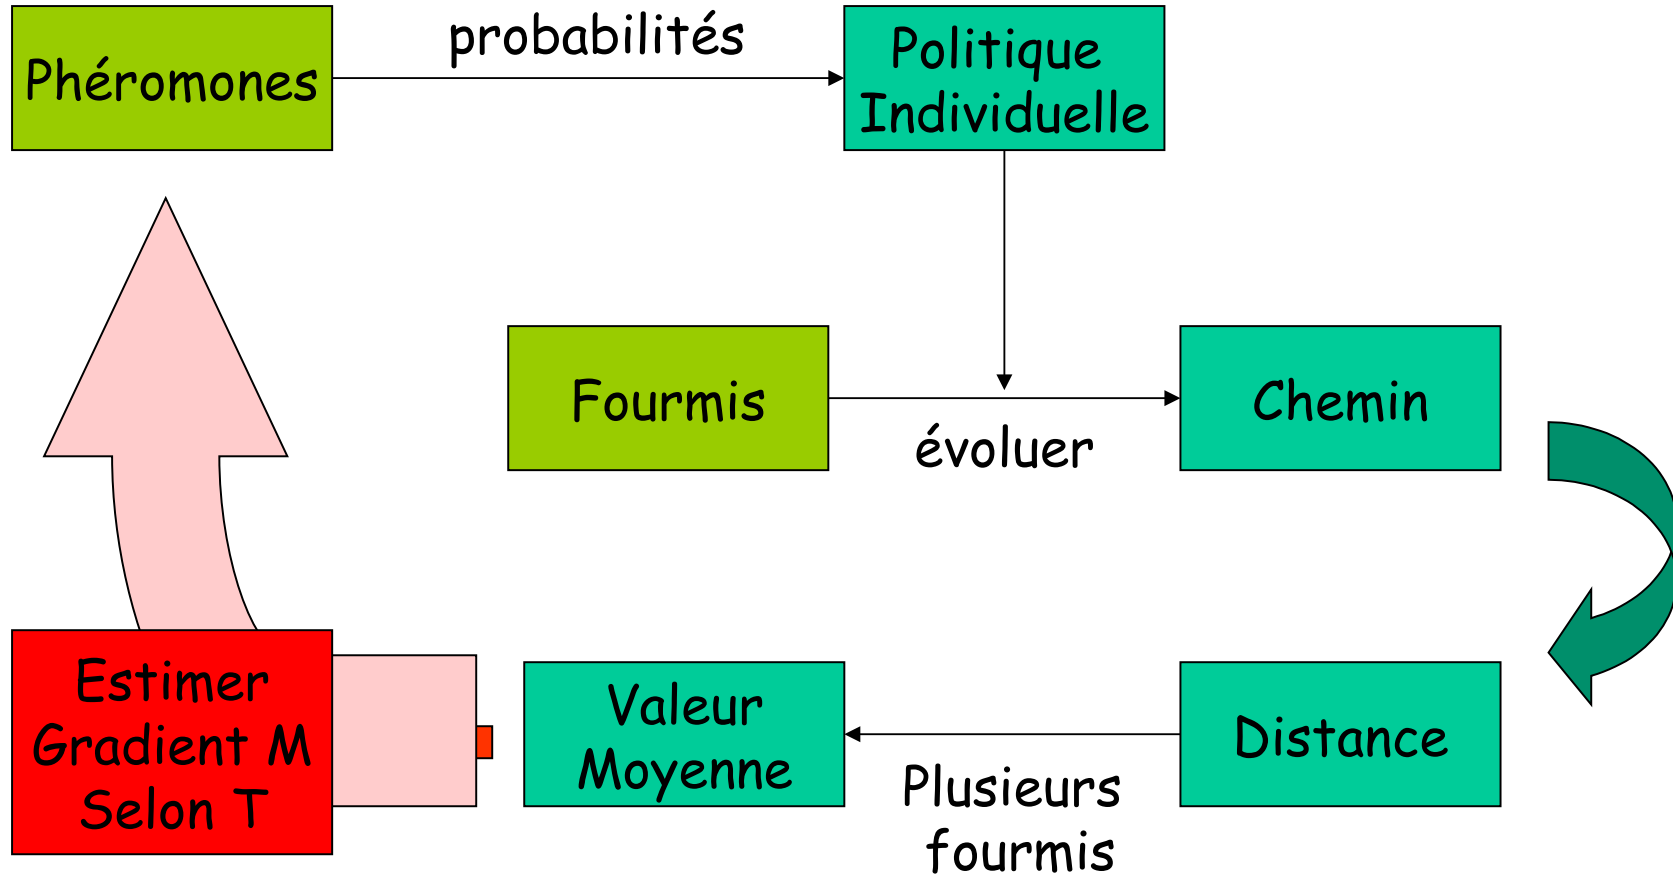 Phéromones
probabilités
Politique
Individuelle
Fourmis
évoluer
Chemin
Estimer
Gradient M
Selon T
Valeur
Moyenne
Plusieurs
fourmis
Distance